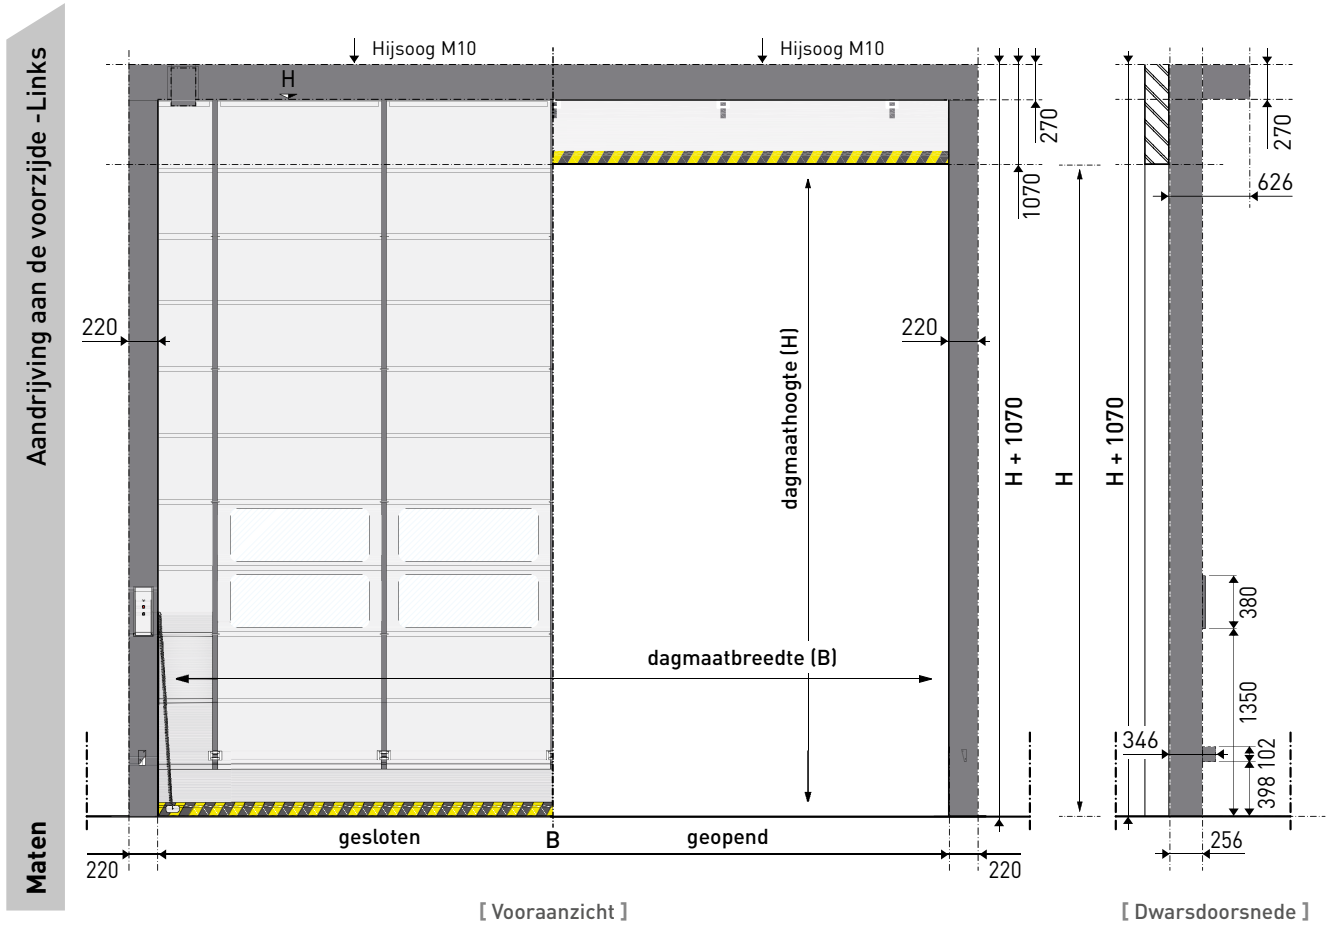 Aandrijving aan de voorzijde -Links
Maten
Hijsoog M10
Hijsoog M10
H
270
1070
270
626
220
220
dagmaathoogte (H)
H + 1070
H
H + 1070
380
dagmaatbreedte (B)
1350
346
102
398
gesloten
B
geopend
256
220
220
[ Vooraanzicht ]
[ Dwarsdoorsnede ]